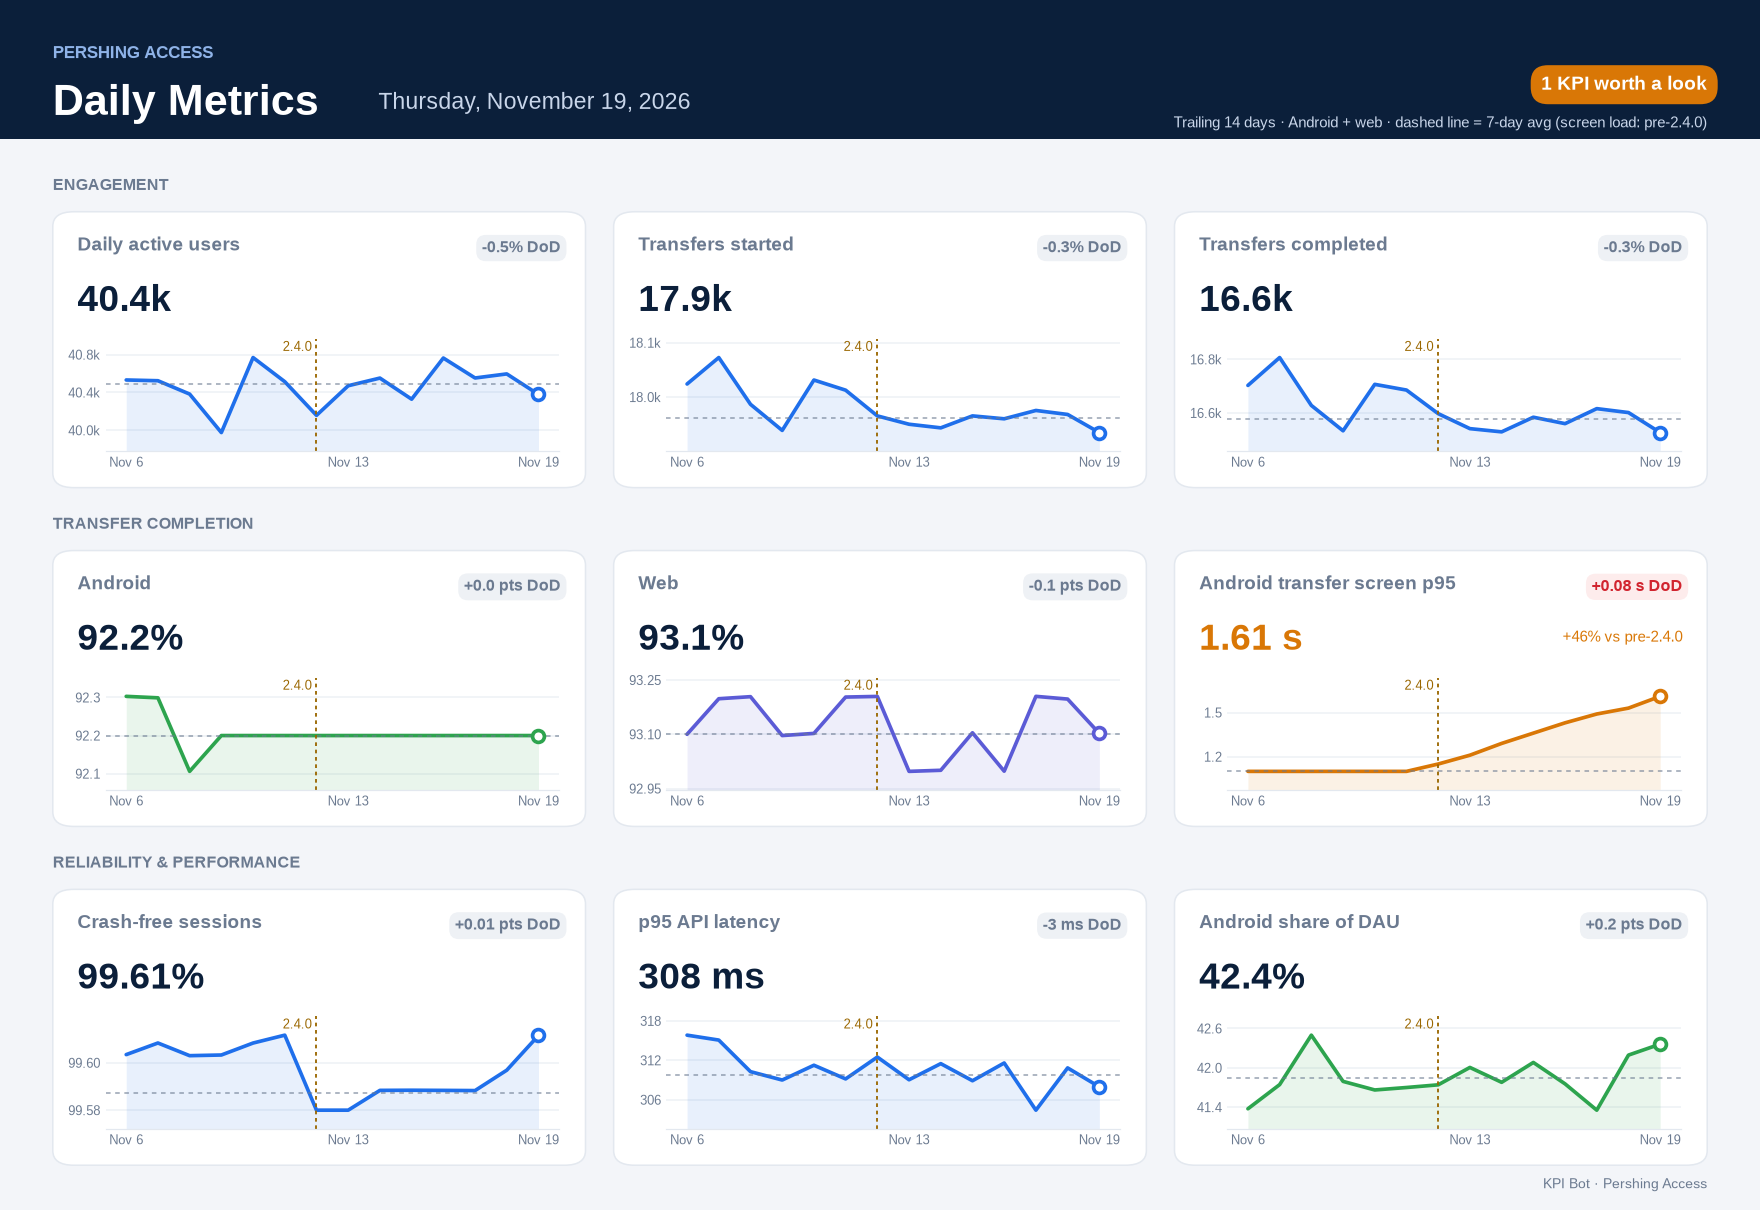 PERSHING ACCESS
Daily Metrics
Thursday, November 19, 2026
1 KPI worth a look
Trailing 14 days · Android + web · dashed line = 7-day avg (screen load: pre-2.4.0)
ENGAGEMENT
Daily active users
-0.5% DoD
40.4k
2.4.0
40.8k
40.4k
40.0k
Nov 6
Nov 13
Nov 19
Transfers started
-0.3% DoD
17.9k
18.1k
2.4.0
18.0k
Nov 6
Nov 13
Nov 19
Transfers completed
-0.3% DoD
16.6k
2.4.0
16.8k
16.6k
Nov 6
Nov 13
Nov 19
TRANSFER COMPLETION
Android
+0.0 pts DoD
92.2%
2.4.0
92.3
92.2
92.1
Nov 6
Nov 13
Nov 19
Web
-0.1 pts DoD
93.1%
93.25
2.4.0
93.10
92.95
Nov 6
Nov 13
Nov 19
Android transfer screen p95
+0.08 s DoD
1.61 s
+46% vs pre-2.4.0
2.4.0
1.5
1.2
Nov 6
Nov 13
Nov 19
RELIABILITY & PERFORMANCE
Crash-free sessions
+0.01 pts DoD
99.61%
2.4.0
99.60
99.58
Nov 6
Nov 13
Nov 19
p95 API latency
-3 ms DoD
308 ms
318
2.4.0
312
306
Nov 6
Nov 13
Nov 19
Android share of DAU
+0.2 pts DoD
42.4%
2.4.0
42.6
42.0
41.4
Nov 6
Nov 13
Nov 19
KPI Bot · Pershing Access